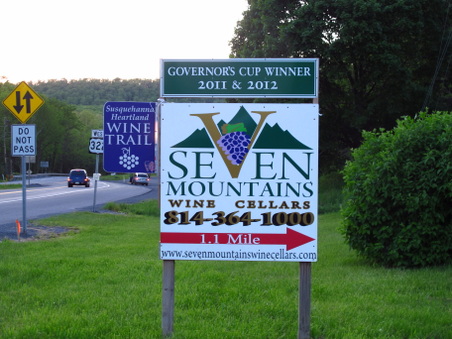 GOVERNOR'S CUP WINNER
2011 & 2012
SEVEN
MOUNTAINS
WINE CELLARS
814-364-1000
1.1 Mile
www.sevenmountainswinecellars.com
Susquehanna
Heartland
WINE
TRAIL
DO
NOT
PASS
322